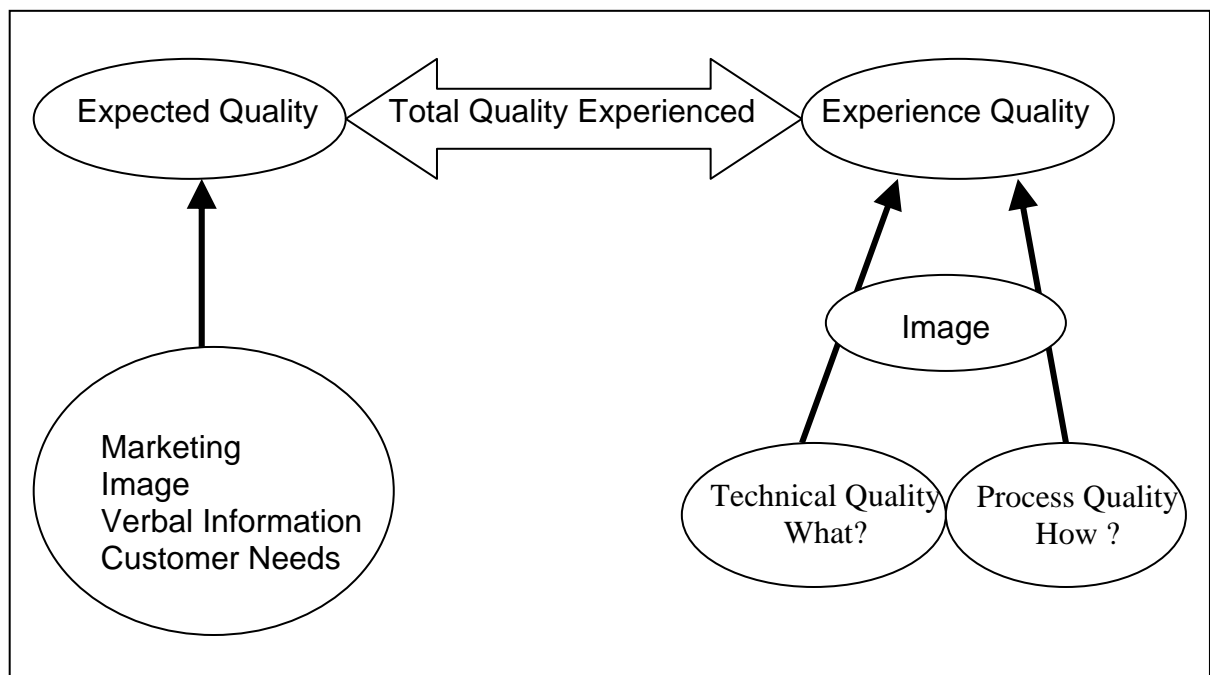 Expected Quality
Total Quality Experienced
Experience Quality
Image
Marketing
Image
Verbal Information
Customer Needs
Technical Quality
What?
Process Quality
How ?